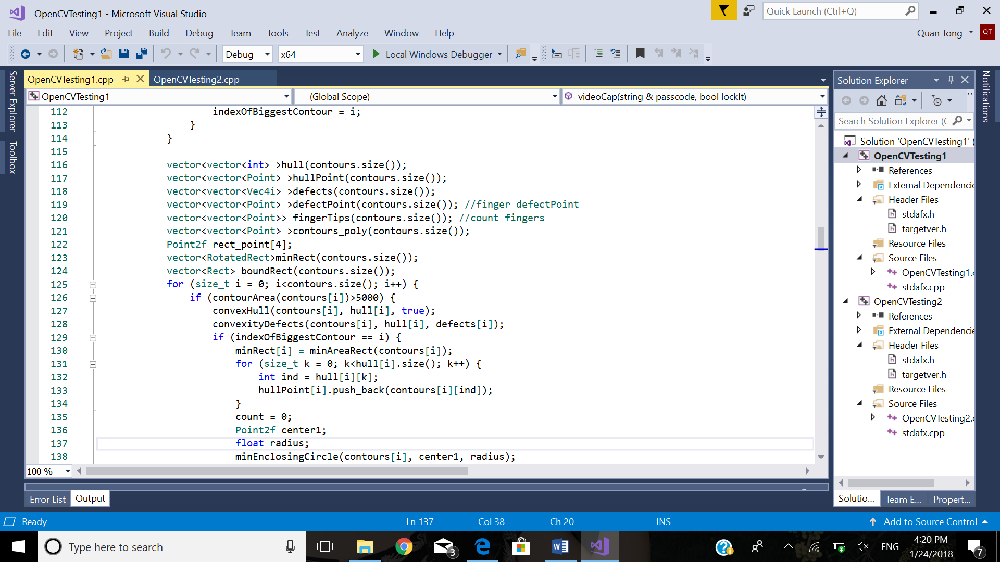 OpenCVTesting1 - Microsoft Visual Studio
Quick Launch (Ctrl+Q)
File Edit View Project Build Debug Team Tools Test Analyze Window Help
Quan Tong QT
Debug x64 Local Windows Debugger
Server Explorer
Toolbox
OpenCVTesting1.cpp OpenCVTesting2.cpp
OpenCVTesting1 (Global Scope) videoCap(string & passcode, bool lockIt)
112 indexOfBiggestContour = i;
113 }
114 }
115
116 vector<vector<int> >hull(contours.size());
117 vector<vector<Point> >hullPoint(contours.size());
118 vector<vector<Vec4i> >defects(contours.size());
119 vector<vector<Point> >defectPoint(contours.size()); //finger defectPoint
120 vector<vector<Point>> fingerTips(contours.size()); //count fingers
121 vector<vector<Point> >contours_poly(contours.size());
122 Point2f rect_point[4];
123 vector<RotatedRect>minRect(contours.size());
124 vector<Rect> boundRect(contours.size());
125 for (size_t i = 0; i<contours.size(); i++) {
126 if (contourArea(contours[i])>5000) {
127 convexHull(contours[i], hull[i], true);
128 convexityDefects(contours[i], hull[i], defects[i]);
129 if (indexOfBiggestContour == i) {
130 minRect[i] = minAreaRect(contours[i]);
131 for (size_t k = 0; k<hull[i].size(); k++) {
132 int ind = hull[i][k];
133 hullPoint[i].push_back(contours[i][ind]);
134 }
135 count = 0;
136 Point2f center1;
137 float radius;
138 minEnclosingCircle(contours[i], center1, radius);
100 %
Error List Output
Solution Explorer
Search Solution Explorer (C
Solution 'OpenCVTesting1' (
OpenCVTesting1
References
External Dependencie
Header Files
stdafx.h
targetver.h
Resource Files
Source Files
OpenCVTesting1.c
stdafx.cpp
OpenCVTesting2
References
External Dependencie
Header Files
stdafx.h
targetver.h
Resource Files
Source Files
OpenCVTesting2.c
stdafx.cpp
Solutio... Team E... Propert...
Notifications
Ready Ln 137 Col 38 Ch 20 INS Add to Source Control
Type here to search
3
W
ENG
4:20 PM
1/24/2018
7